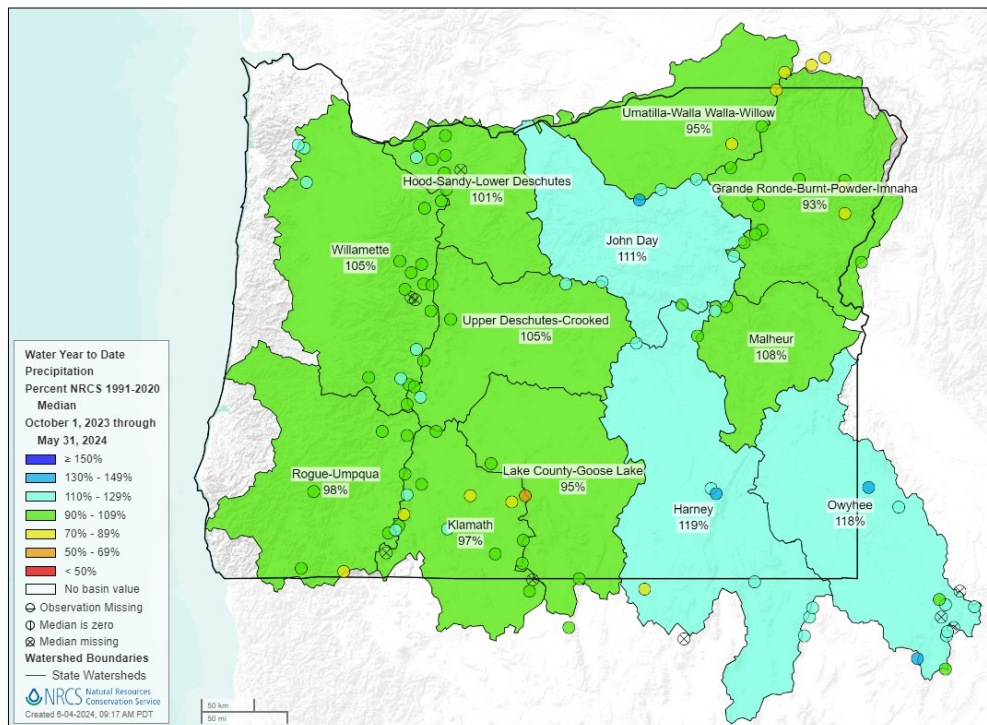 Umatilla-Walla Walla-Willow
95%
Hood-Sandy-Lower Deschutes
101%
Grande Ronde-Burnt-Powder-Imnaha
93%
John Day
111%
Willamette
105%
Upper Deschutes-Crooked
105%
Malheur
108%
Rogue-Umpqua
98%
Lake County-Goose Lake
95%
Klamath
97%
Harney
119%
Owyhee
118%
Water Year to Date
Precipitation
Percent NRCS 1991-2020
Median
October 1, 2023 through
May 31, 2024
≥ 150%
130% - 149%
110% - 129%
90% - 109%
70% - 89%
50% - 69%
< 50%
No basin value
Observation Missing
Median is zero
Median missing
Watershed Boundaries
State Watersheds
NRCS Natural Resources
Conservation Service
Created 6-04-2024, 09:17 AM PDT
50 km
50 mi